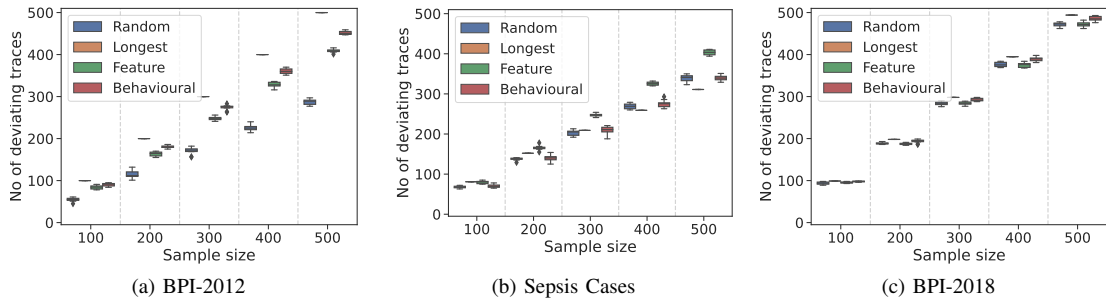 No of deviating traces
500
400
300
200
100
0
Random
Longest
Feature
Behavioural
100
200
300
400
500
Sample size
(a) BPI-2012
No of deviating traces
500
400
300
200
100
0
Random
Longest
Feature
Behavioural
100
200
300
400
500
Sample size
(b) Sepsis Cases
No of deviating traces
500
400
300
200
100
0
Random
Longest
Feature
Behavioural
100
200
300
400
500
Sample size
(c) BPI-2018